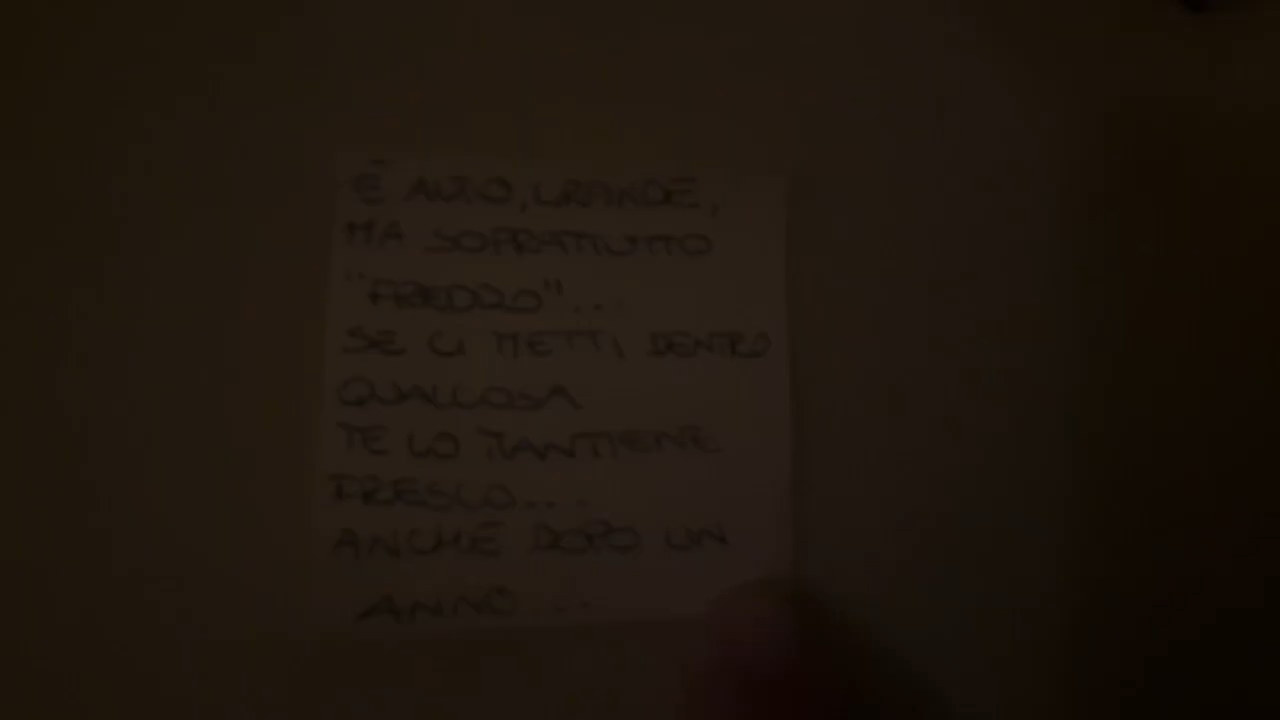 È ALTO, GRANDE,
MA SOPRATTUTTO
"FREDDO"...
SE CI METTI DENTRO
QUALCOSA
TE LO MANTIENE
FRESCO...
ANCHE DOPO UN
ANNO...